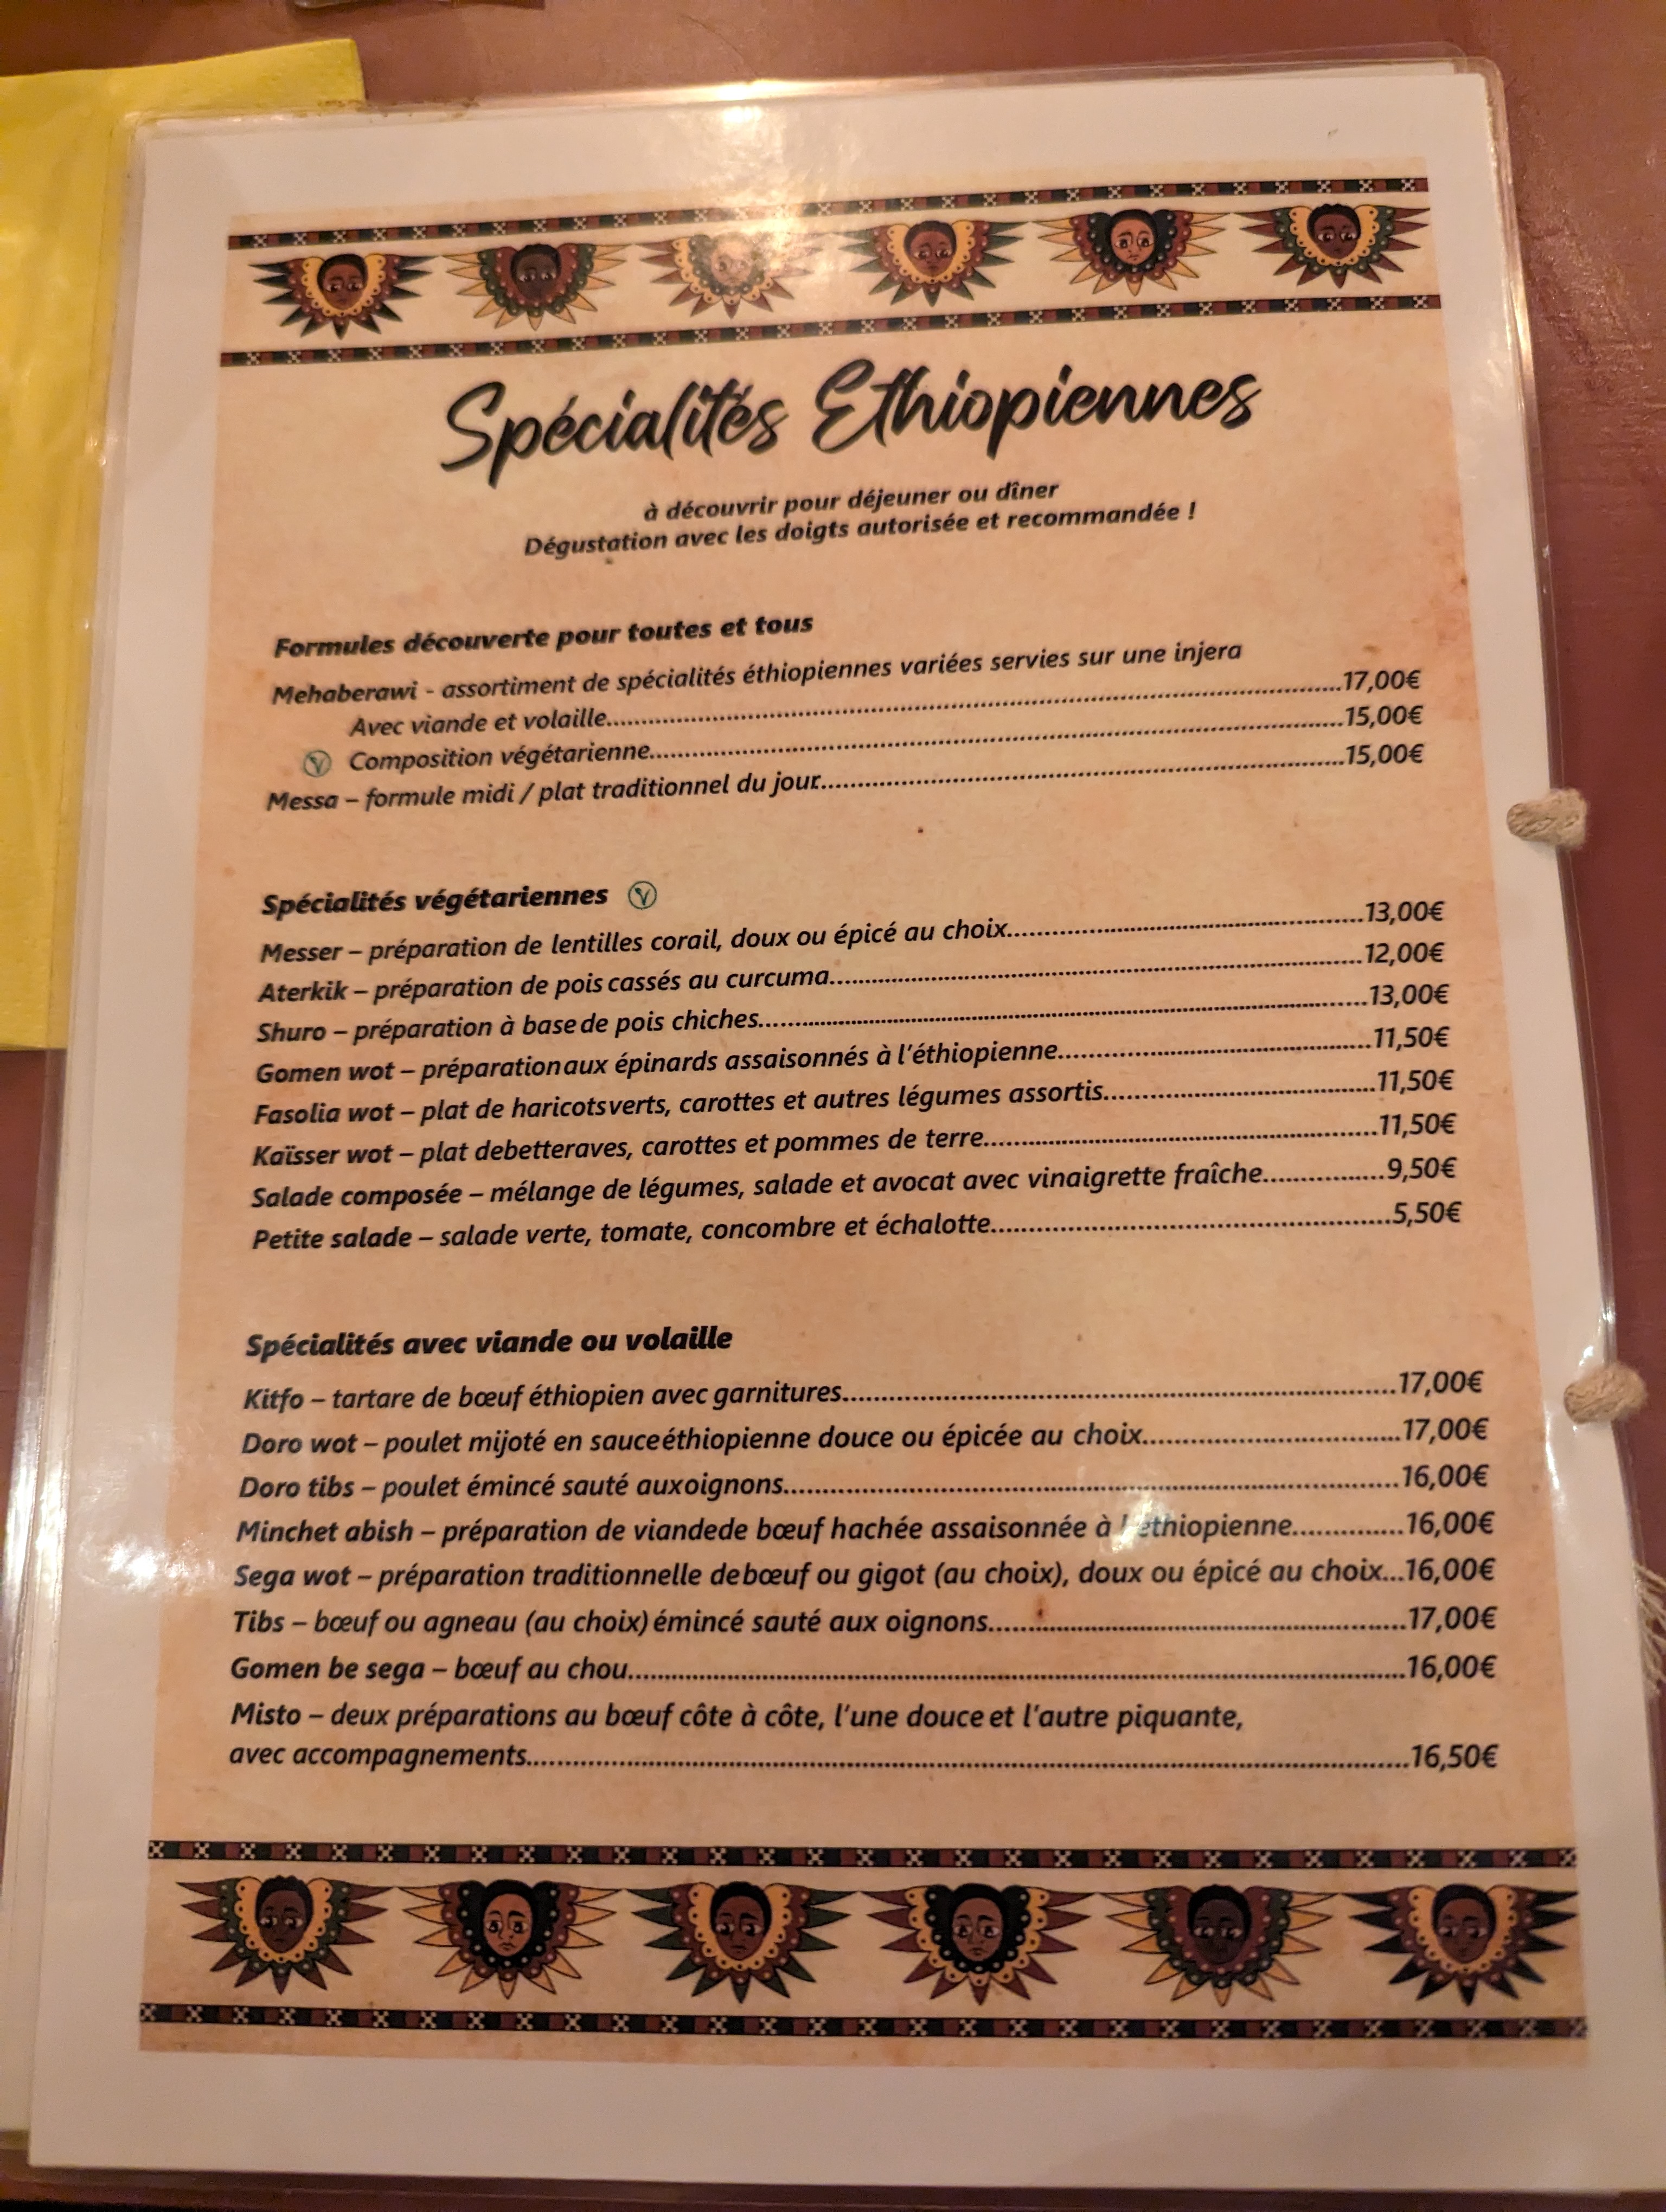 Spécialités Ethiopiennes
à découvrir pour déjeuner ou dîner
Dégustation avec les doigts autorisée et recommandée !
Formules découverte pour toutes et tous
Mehaberawi - assortiment de spécialités éthiopiennes variées servies sur une injera
Avec viande et volaille...17,00€
Composition végétarienne...15,00€
Messa – formule midi / plat traditionnel du jour...15,00€
Spécialités végétariennes
Messer – préparation de lentilles corail, doux ou épicé au choix...13,00€
Aterkik – préparation de pois cassés au curcuma...12,00€
Shuro – préparation à base de pois chiches...13,00€
Gomen wot – préparation aux épinards assaisonnés à l'éthiopienne...11,50€
Fasolia wot – plat de haricots verts, carottes et autres légumes assortis...11,50€
Kaïsser wot – plat de betteraves, carottes et pommes de terre...11,50€
Salade composée – mélange de légumes, salade et avocat avec vinaigrette fraîche...9,50€
Petite salade – salade verte, tomate, concombre et échalotte...5,50€
Spécialités avec viande ou volaille
Kitfo – tartare de bœuf éthiopien avec garnitures...17,00€
Doro wot – poulet mijoté en sauce éthiopienne douce ou épicée au choix...17,00€
Doro tibs – poulet émincé sauté aux oignons...16,00€
Minchet abish – préparation de viande de bœuf hachée assaisonnée à l'éthiopienne...16,00€
Sega wot – préparation traditionnelle de bœuf ou gigot (au choix), doux ou épicé au choix...16,00€
Tibs – bœuf ou agneau (au choix) émincé sauté aux oignons...17,00€
Gomen be sega – bœuf au chou...16,00€
Misto – deux préparations au bœuf côte à côte, l'une douce et l'autre piquante,
avec accompagnements...16,50€